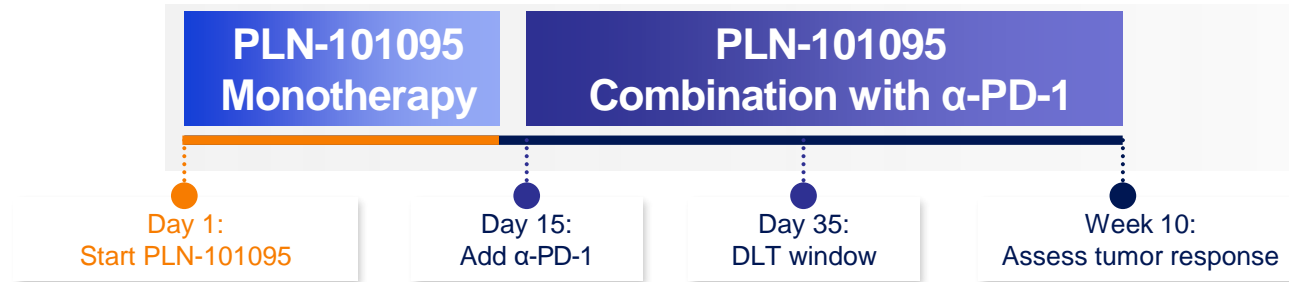 PLN-101095
Monotherapy
PLN-101095
Combination with α-PD-1
Day 1:
Start PLN-101095
Day 15:
Add α-PD-1
Day 35:
DLT window
Week 10:
Assess tumor response